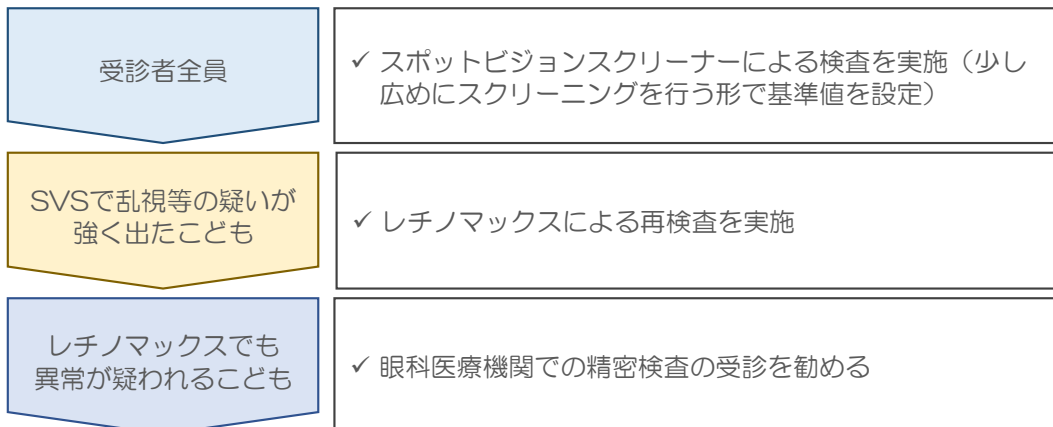 受診者全員
✓ スポットビジョンスクリーナーによる検査を実施（少し
広めにスクリーニングを行う形で基準値を設定）
SVSで乱視等の疑いが
強く出たこども
✓ レチノマックスによる再検査を実施
レチノマックスでも
異常が疑われるこども
✓ 眼科医療機関での精密検査の受診を勧める